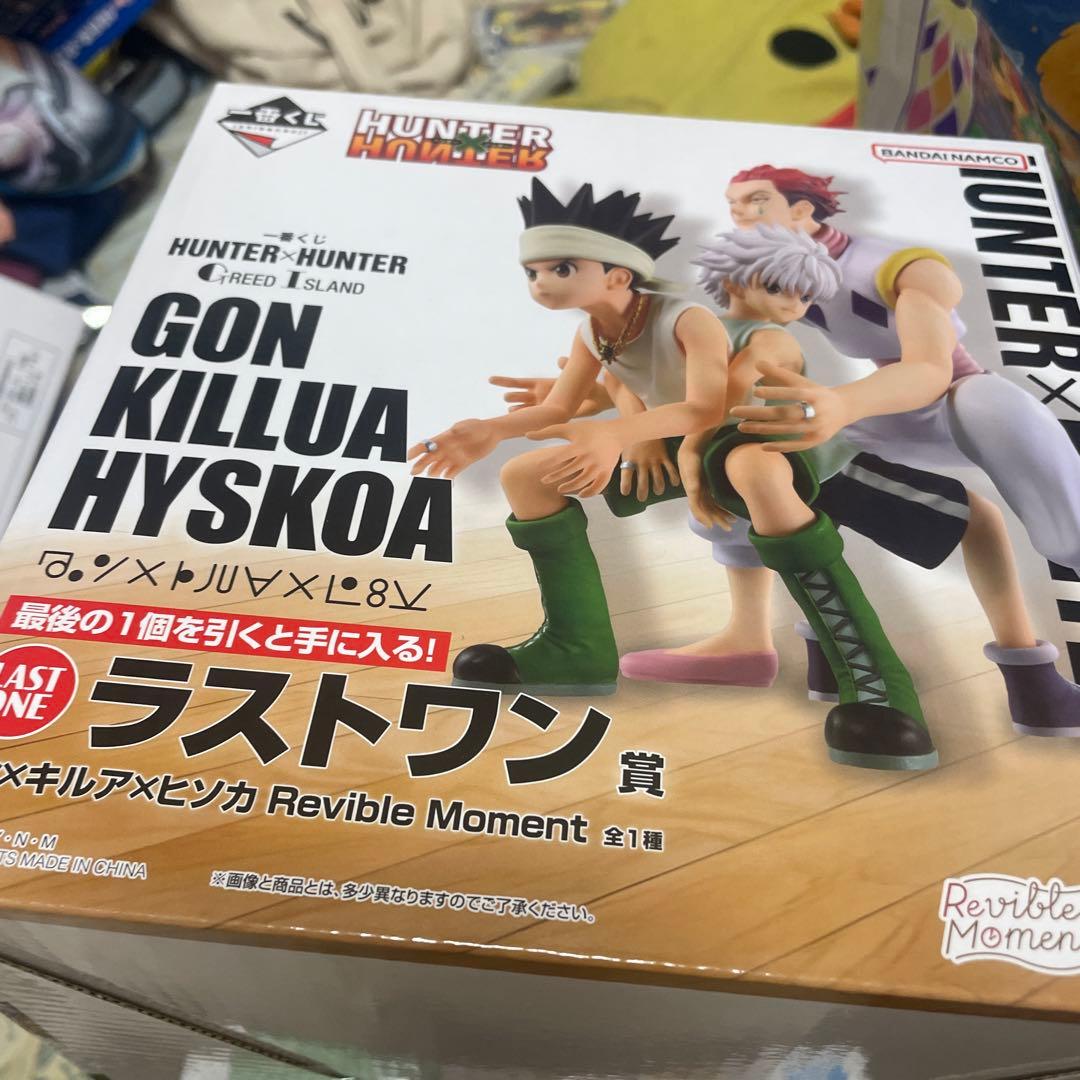 一番くじ
HUNTER×HUNTER
BANDAI NAMCO
一番くじ
HUNTER×HUNTER
GREED ISLAND
GON
KILLUA
HYSKOA
最後の1個を引くと手に入る!
LAST
ONE
ラストワン賞
×キルア×ヒソカ Revible Moment 全1種
Y・N・M
TS MADE IN CHINA
※画像と商品とは、多少異なりますのでご了承ください。
Revible
Momen
HUNTER×